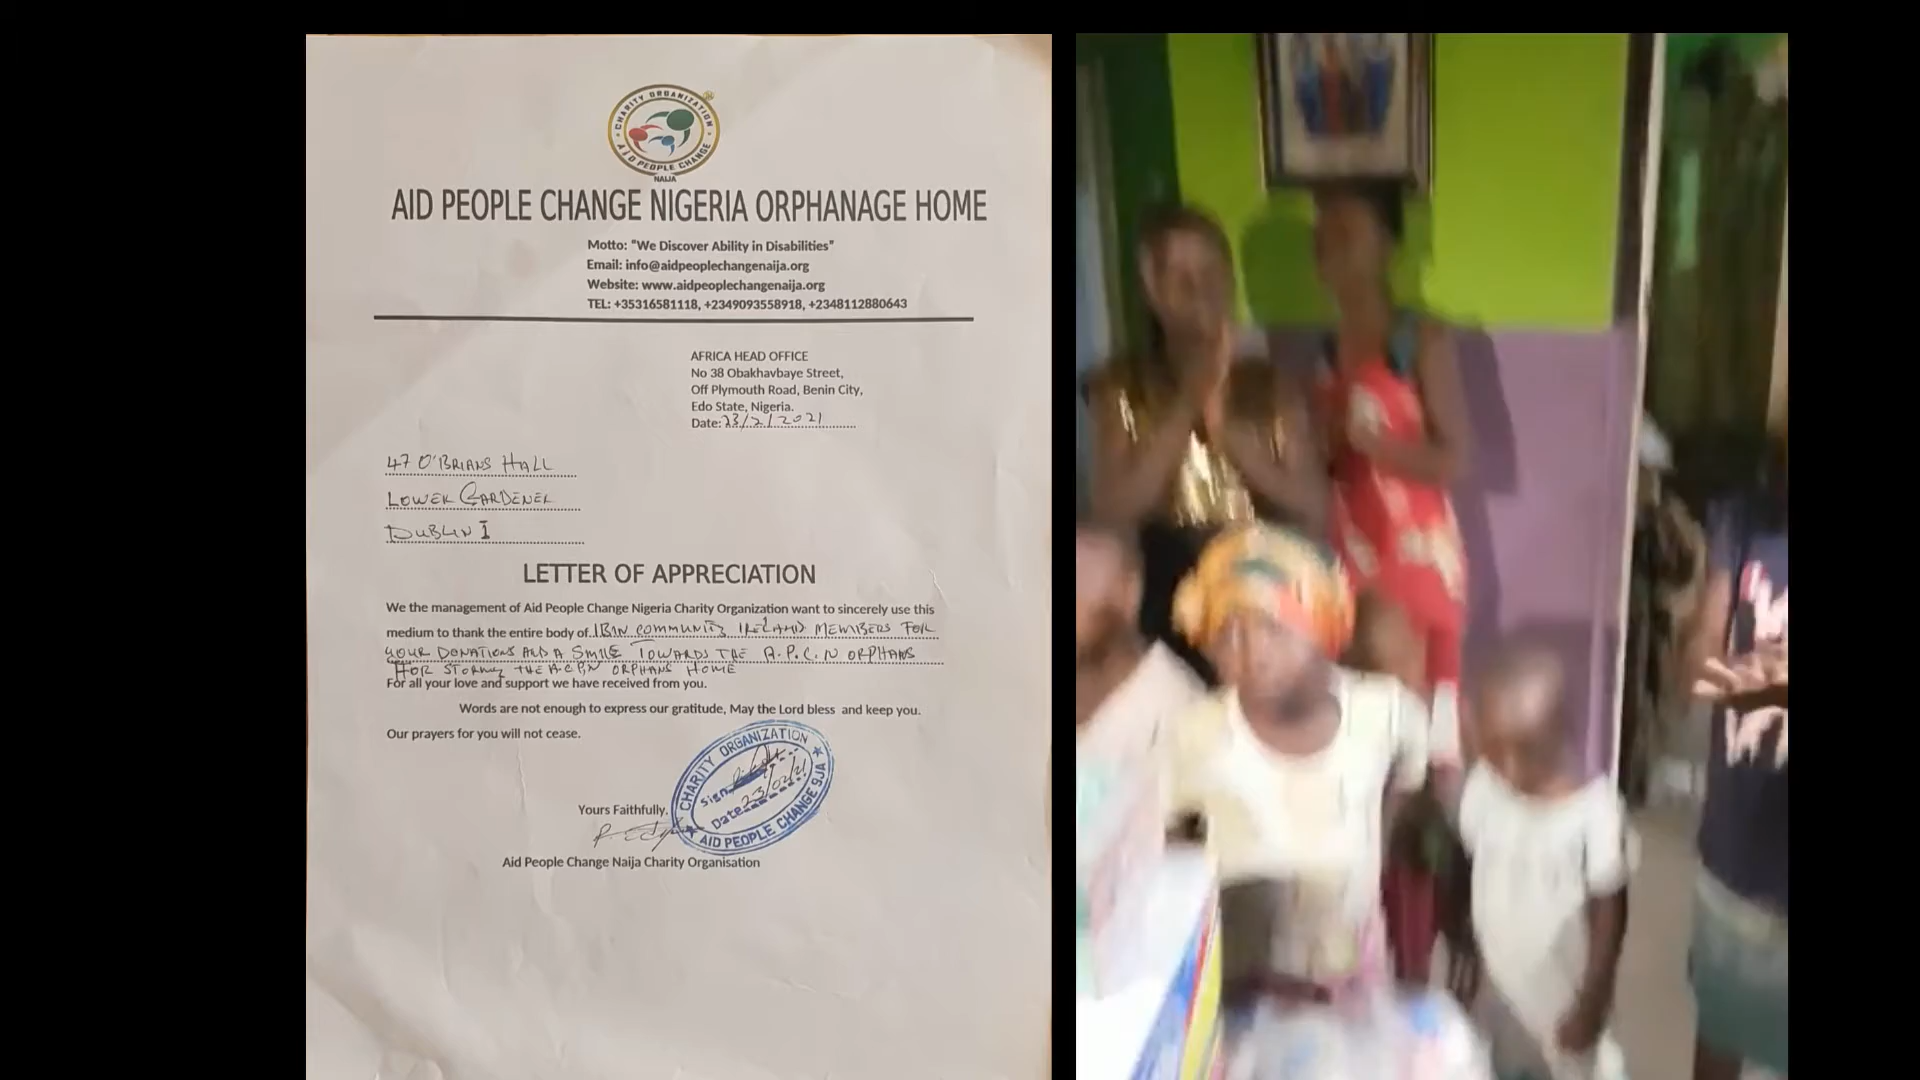 CHARITY ORGANIZATION
AID PEOPLE CHANGE
NAIJA
AID PEOPLE CHANGE NIGERIA ORPHANAGE HOME
Motto: "We Discover Ability in Disabilities"
Email: info@aidpeoplechangenaija.org
Website: www.aidpeoplechangenaija.org
TEL: +35316581118, +2349093558918, +2348112880643
AFRICA HEAD OFFICE
No 38 Obakhavbaye Street,
Off Plymouth Road, Benin City,
Edo State, Nigeria.
Date: 23/2/2021
47 O'BRIANS HALL
LOWER GARDENER
DUBLIN 1
LETTER OF APPRECIATION
We the management of Aid People Change Nigeria Charity Organization want to sincerely use this
medium to thank the entire body of IBIN COMMUNITY IRELAND MEMBERS FOR
YOUR DONATIONS AND A SMILE TOWARDS THE A.P.C.N ORPHANS
THE A.C.P.N ORPHANS HOME
For all your love and support we have received from you.
Words are not enough to express our gratitude, May the Lord bless and keep you.
Our prayers for you will not cease.
CHARITY ORGANIZATION
Sign
Date 23/02/21
AID PEOPLE CHANGE 9JA
Yours Faithfully.
Aid People Change Naija Charity Organisation